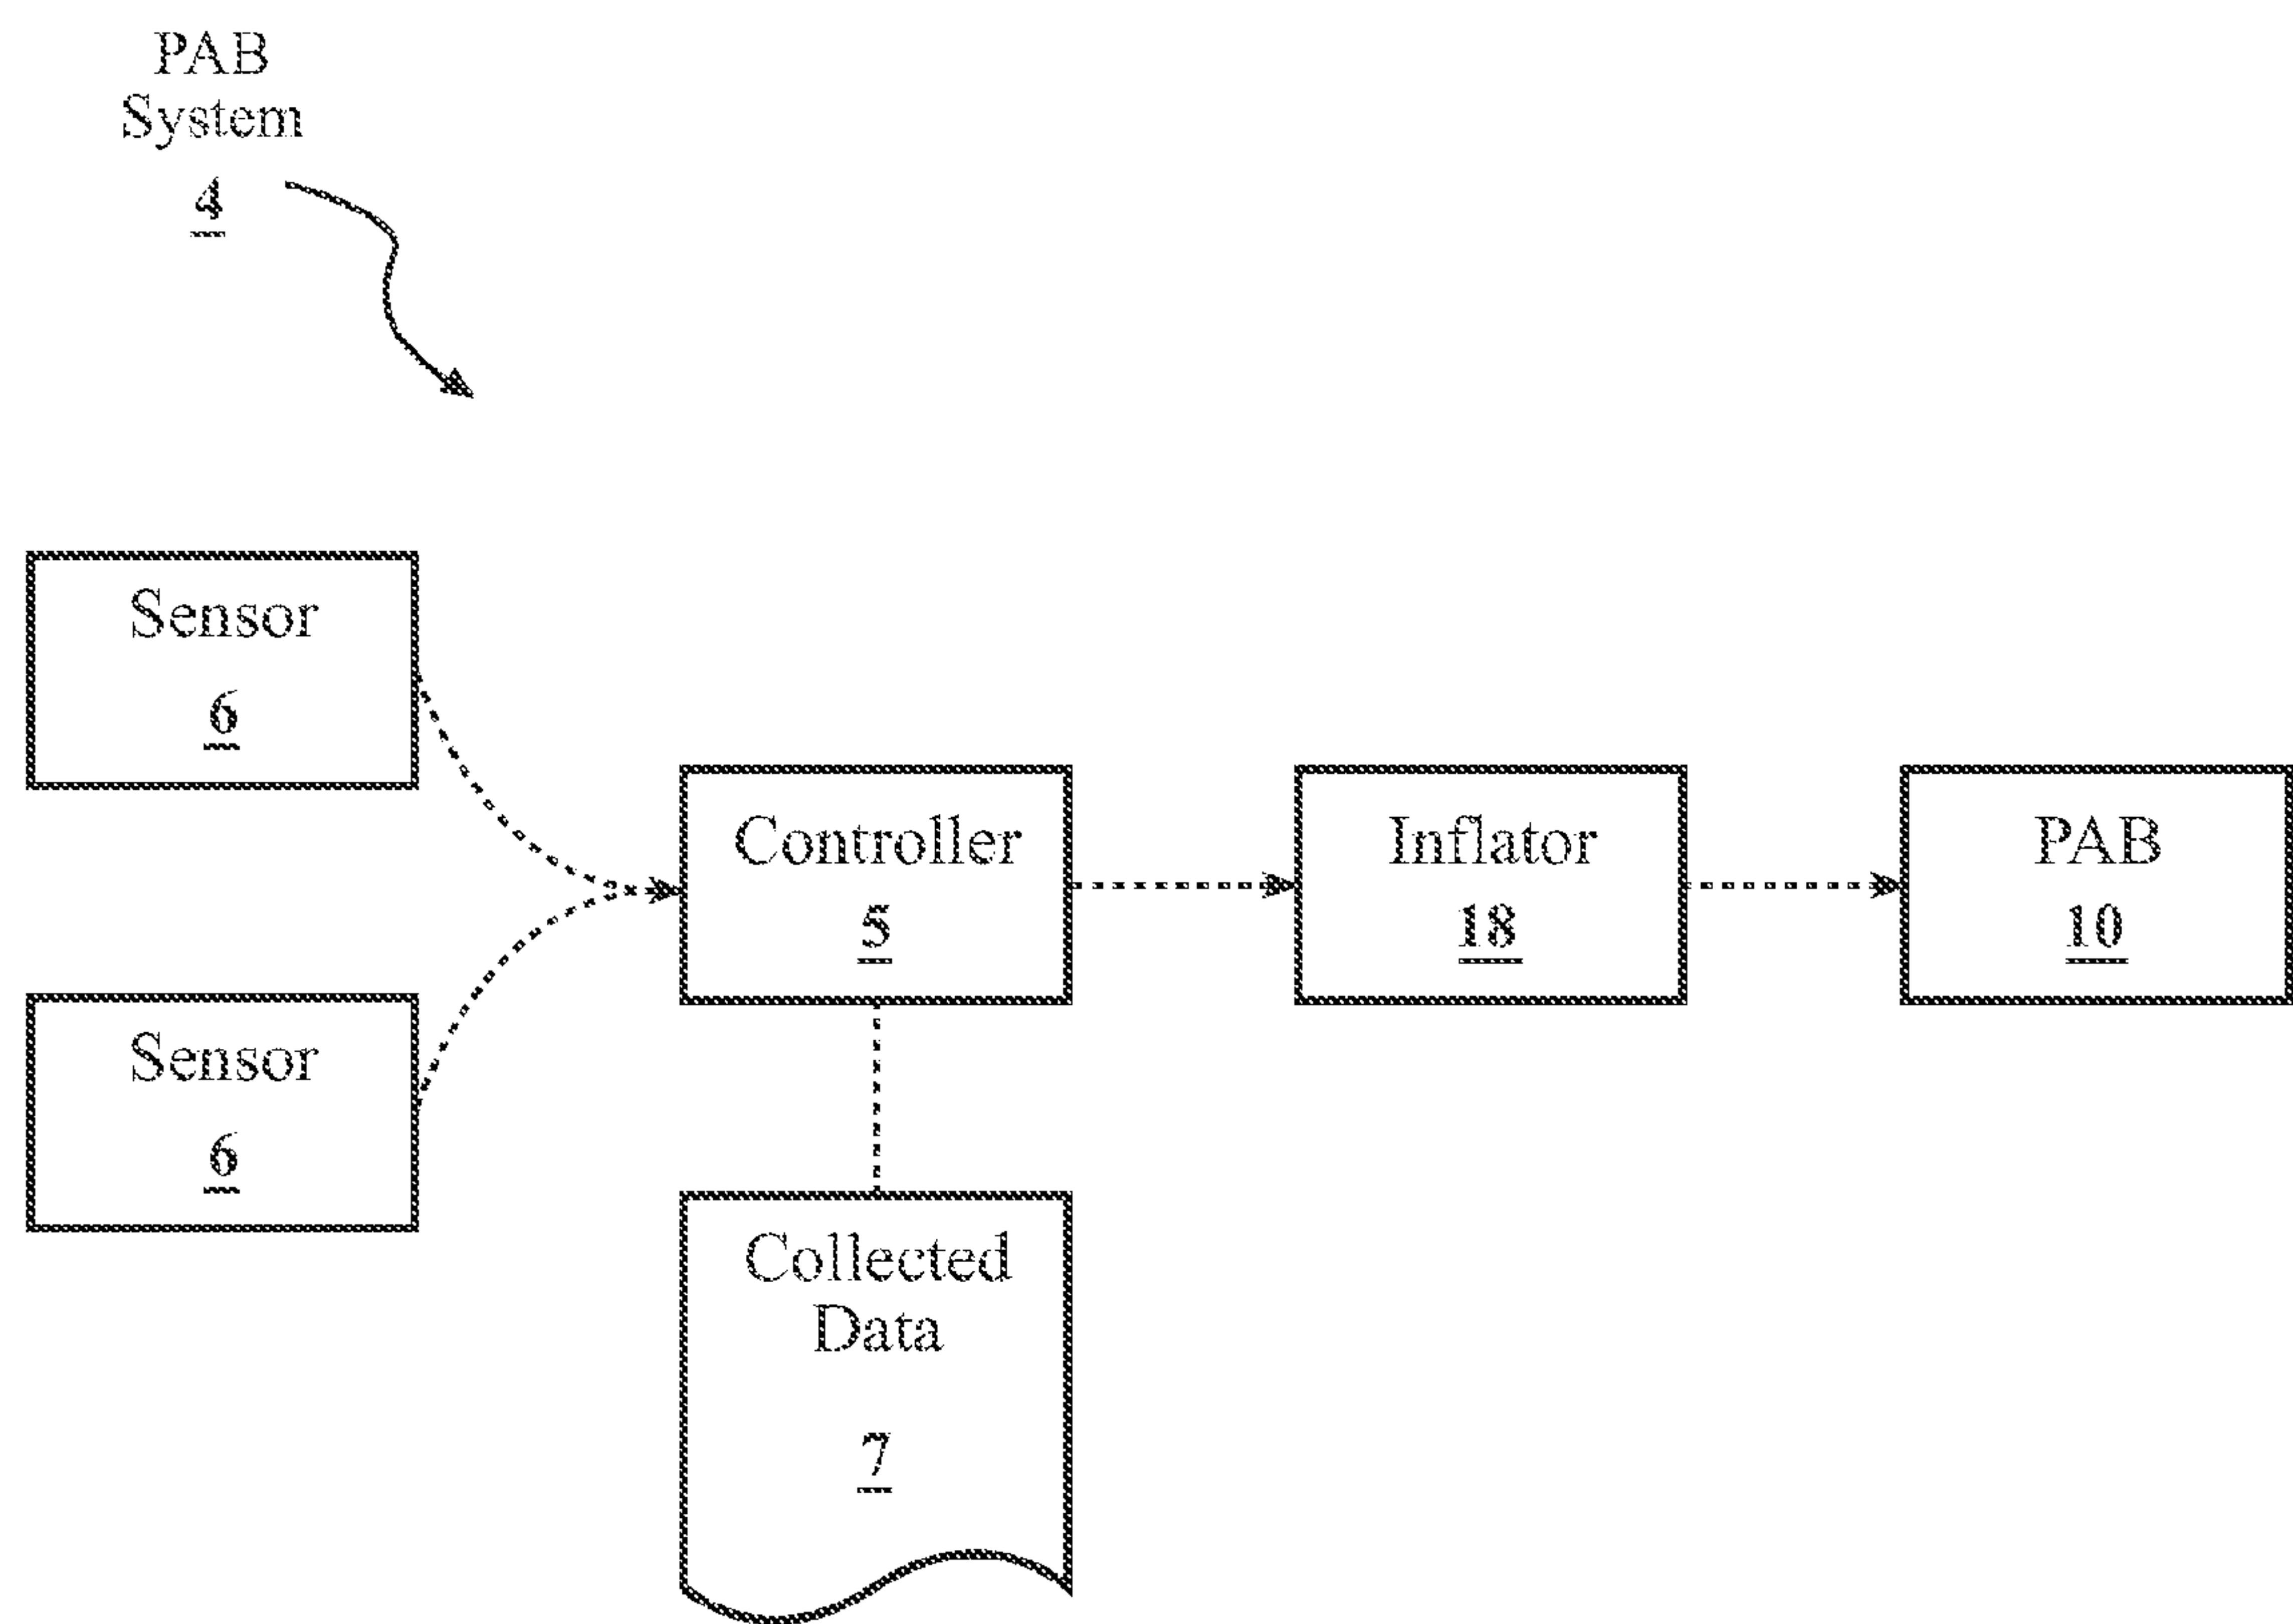 PAB
System
4
Sensor
6
Sensor
6
Controller
5
Collected
Data
7
Inflator
18
PAB
10